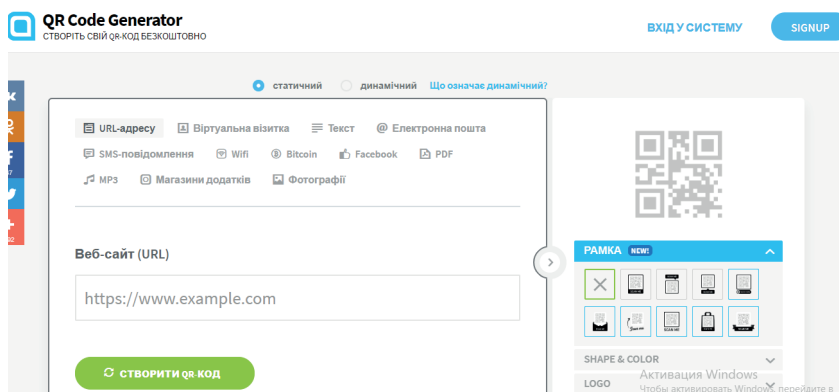 QR Code Generator
СТВОРІТЬ СВІЙ QR-КОД БЕЗКОШТОВНО
ВХІД У СИСТЕМУ
SIGNUP
статичний динамічний Що означає динамічний?
URL-адресу Віртуальна візитка Текст @ Електронна пошта
SMS-повідомлення Wifi Bitcoin Facebook PDF
MP3 Магазини додатків Фотографії
Веб-сайт (URL)
https://www.example.com
СТВОРИТИ QR-КОД
РАМКА NEW!
SHAPE & COLOR
LOGO
Активация Windows
Чтобы активировать Windows, перейдите в